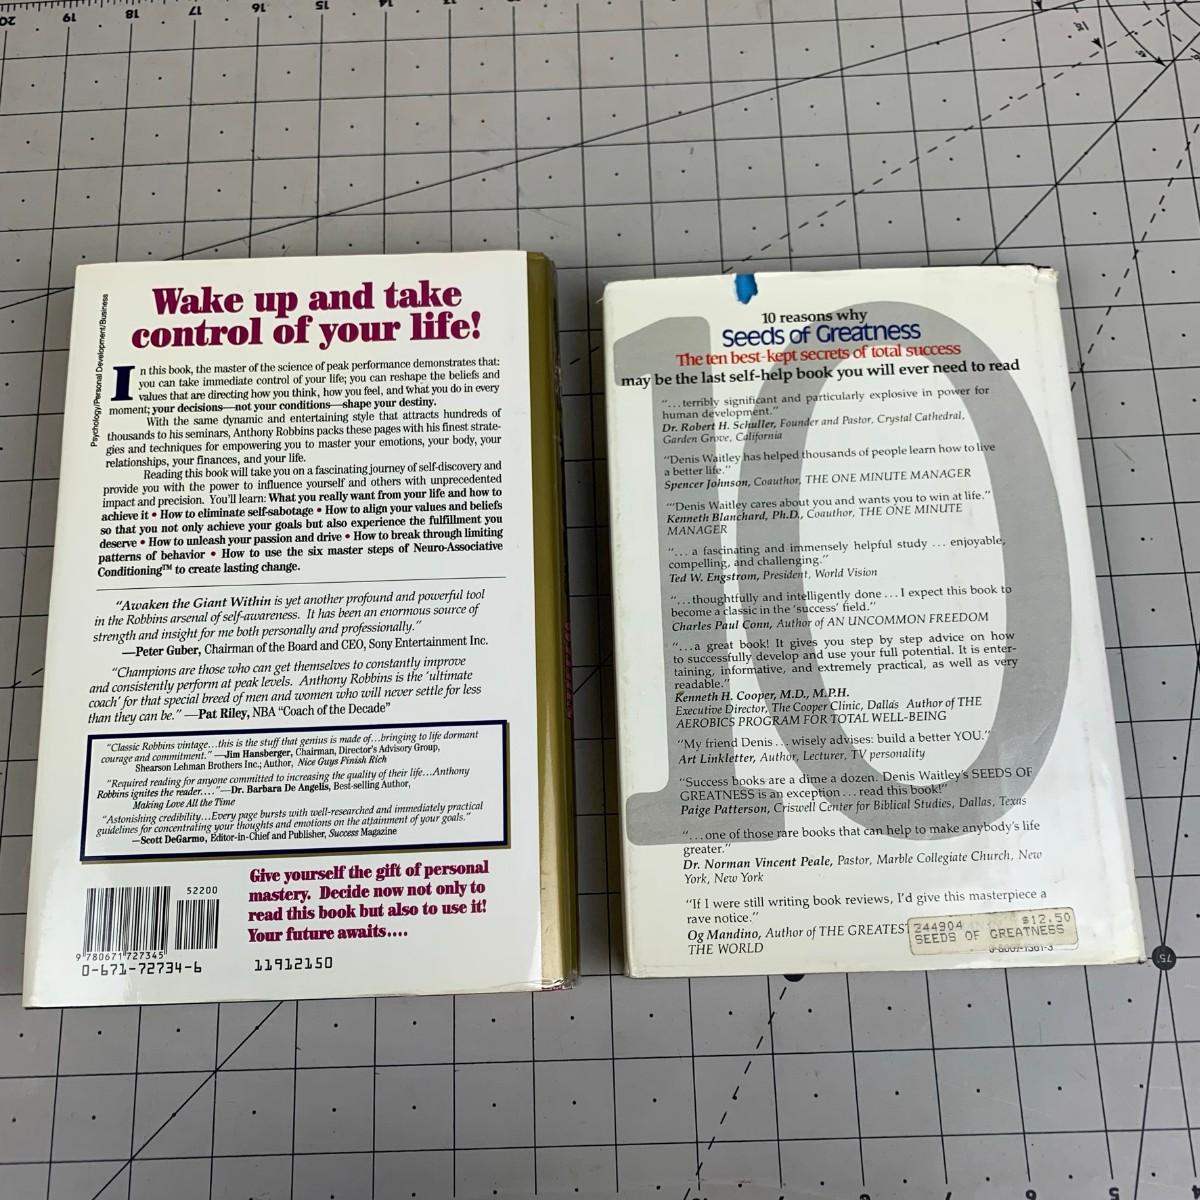 20 19 18 17 16 15
Psychology/Personal Development/Business
Wake up and take
control of your life!
In this book, the master of the science of peak performance demonstrates that:
you can take immediate control of your life; you can reshape the beliefs and
values that are directing how you think, how you feel, and what you do in every
moment; your decisions—not your conditions—shape your destiny.
With the same dynamic and entertaining style that attracts hundreds of
thousands to his seminars, Anthony Robbins packs these pages with his finest strate-
gies and techniques for empowering you to master your emotions, your body, your
relationships, your finances, and your life.
Reading this book will take you on a fascinating journey of self-discovery and
provide you with the power to influence yourself and others with unprecedented
impact and precision. You'll learn: What you really want from your life and how to
achieve it • How to eliminate self-sabotage • How to align your values and beliefs
so that you not only achieve your goals but also experience the fulfillment you
deserve • How to unleash your passion and drive • How to break through limiting
patterns of behavior • How to use the six master steps of Neuro-Associative
Conditioning™ to create lasting change.
"Awaken the Giant Within is yet another profound and powerful tool
in the Robbins arsenal of self-awareness. It has been an enormous source of
strength and insight for me both personally and professionally."
—Peter Guber, Chairman of the Board and CEO, Sony Entertainment Inc.
"Champions are those who can get themselves to constantly improve
and consistently perform at peak levels. Anthony Robbins is the 'ultimate
coach' for that special breed of men and women who will never settle for less
than they can be." —Pat Riley, NBA "Coach of the Decade"
"Classic Robbins vintage...this is the stuff that genius is made of...bringing to life dormant
courage and commitment." —Jim Hansberger, Chairman, Director's Advisory Group,
Shearson Lehman Brothers Inc.; Author, Nice Guys Finish Rich
"Required reading for anyone committed to increasing the quality of their life...Anthony
Robbins ignites the reader...." —Dr. Barbara De Angelis, Best-selling Author,
Making Love All the Time
"Astonishing credibility...Every page bursts with well-researched and immediately practical
guidelines for concentrating your thoughts and emotions on the attainment of your goals."
—Scott DeGarmo, Editor-in-Chief and Publisher, Success Magazine
Give yourself the gift of personal
mastery. Decide now not only to
read this book but also to use it!
Your future awaits....
52200
9 780671 727345
0-671-72734-6
11912150
10
10 reasons why
Seeds of Greatness
The ten best-kept secrets of total success
may be the last self-help book you will ever need to read
"...terribly significant and particularly explosive in power for
human development."
Dr. Robert H. Schuller, Founder and Pastor, Crystal Cathedral,
Garden Grove, California
"Denis Waitley has helped thousands of people learn how to live
a better life."
Spencer Johnson, Coauthor, THE ONE MINUTE MANAGER
"'Denis Waitley cares about you and wants you to win at life."
Kenneth Blanchard, Ph.D., Coauthor, THE ONE MINUTE
MANAGER
"... a fascinating and immensely helpful study ... enjoyable,
compelling, and challenging."
Ted W. Engstrom, President, World Vision
"...thoughtfully and intelligently done ... I expect this book to
become a classic in the 'success' field."
Charles Paul Conn, Author of AN UNCOMMON FREEDOM
"...a great book! It gives you step by step advice on how
to successfully develop and use your full potential. It is enter-
taining, informative, and extremely practical, as well as very
readable."
Kenneth H. Cooper, M.D., M.P.H.
Executive Director, The Cooper Clinic, Dallas Author of THE
AEROBICS PROGRAM FOR TOTAL WELL-BEING
"My friend Denis ... wisely advises: build a better YOU."
Art Linkletter, Author, Lecturer, TV personality
"Success books are a dime a dozen. Denis Waitley's SEEDS OF
GREATNESS is an exception ... read this book!"
Paige Patterson, Criswell Center for Biblical Studies, Dallas, Texas
"...one of those rare books that can help to make anybody's life
greater."
Dr. Norman Vincent Peale, Pastor, Marble Collegiate Church, New
York, New York
"If I were still writing book reviews, I'd give this masterpiece a
rave notice."
Og Mandino, Author of THE GREATEST
THE WORLD
244904 $12.50
SEEDS OF GREATNESS
75